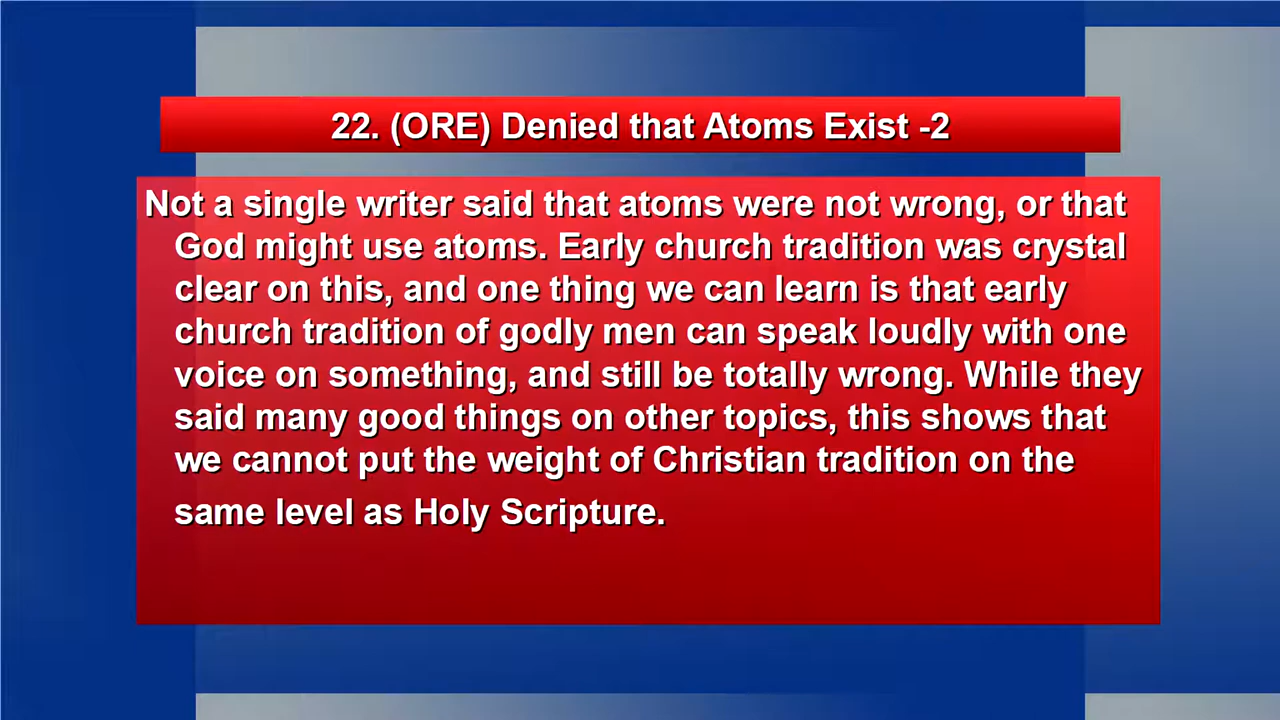 22. (ORE) Denied that Atoms Exist -2
Not a single writer said that atoms were not wrong, or that
God might use atoms. Early church tradition was crystal
clear on this, and one thing we can learn is that early
church tradition of godly men can speak loudly with one
voice on something, and still be totally wrong. While they
said many good things on other topics, this shows that
we cannot put the weight of Christian tradition on the
same level as Holy Scripture.